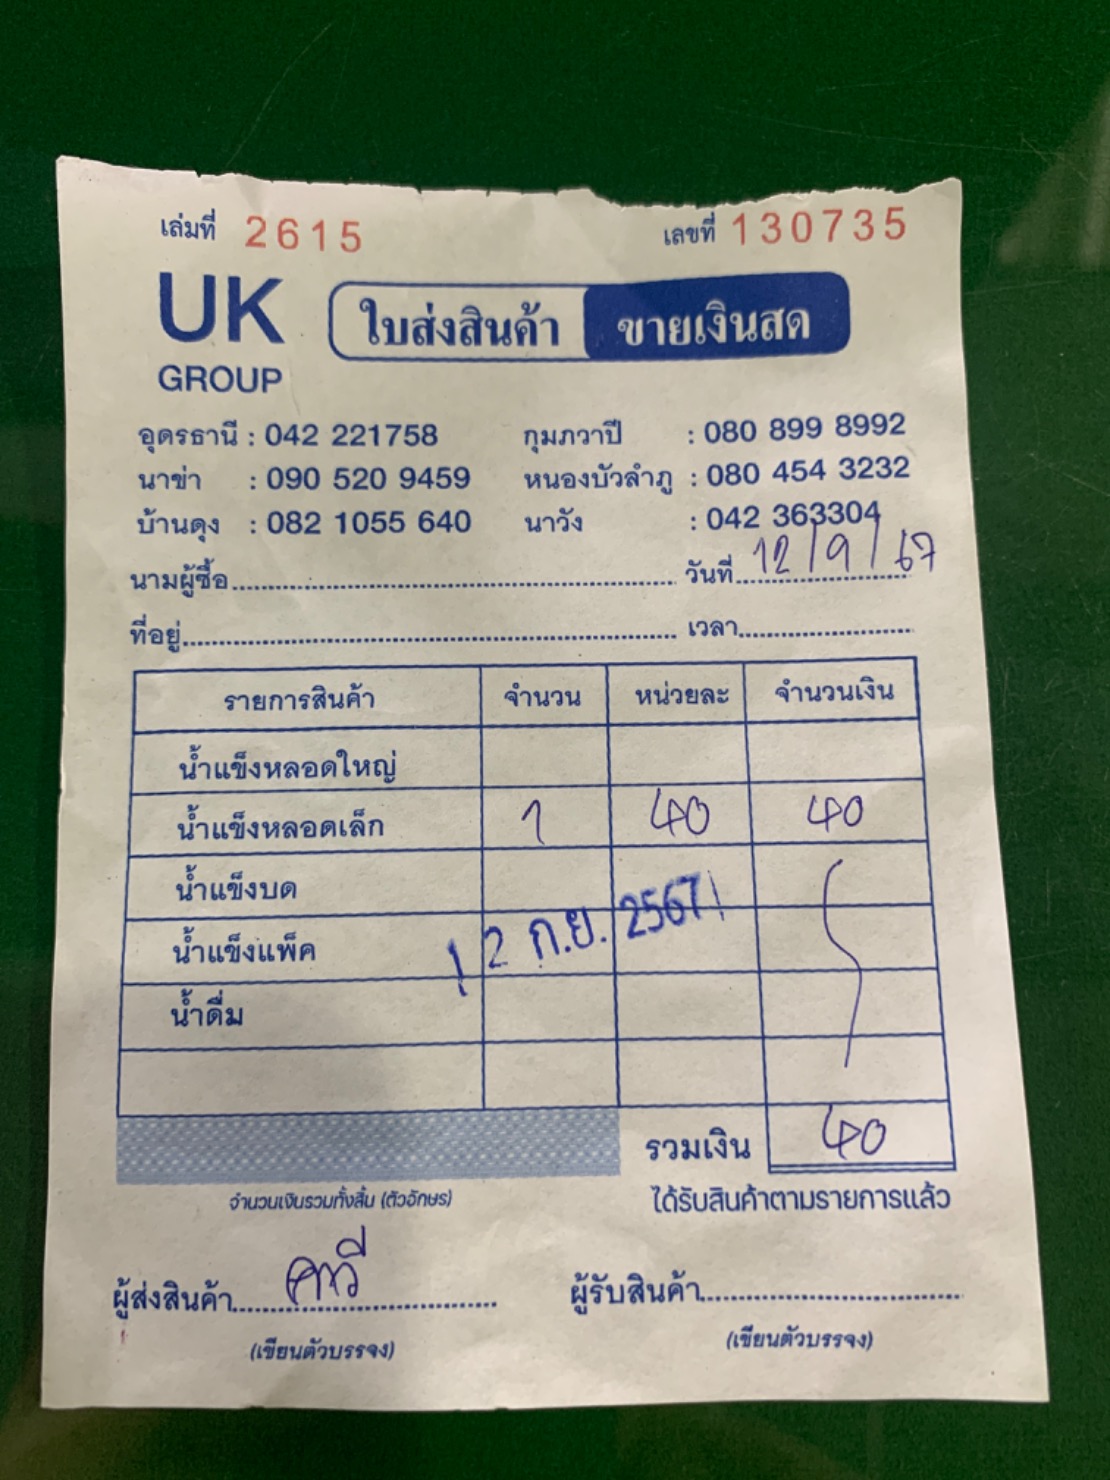 เล่มที่ 2615 เลขที่ 130735
UK
GROUP
ใบส่งสินค้า ขายเงินสด
อุดรธานี : 042 221758 กุมภวาปี : 080 899 8992
นาข่า : 090 520 9459 หนองบัวลำภู : 080 454 3232
บ้านดุง : 082 1055 640 นาวัง : 042 363304
นามผู้ซื้อ วันที่ 12/9/67
ที่อยู่ เวลา
รายการสินค้า จำนวน หน่วยละ จำนวนเงิน
น้ำแข็งหลอดใหญ่
น้ำแข็งหลอดเล็ก 1 40 40
น้ำแข็งบด
น้ำแข็งแพ็ค
12 ก.ย. 2567
น้ำดื่ม
รวมเงิน 40
จำนวนเงินรวมทั้งสิ้น (ตัวอักษร) ได้รับสินค้าตามรายการแล้ว
ผู้ส่งสินค้า ผู้รับสินค้า
(เขียนตัวบรรจง) (เขียนตัวบรรจง)